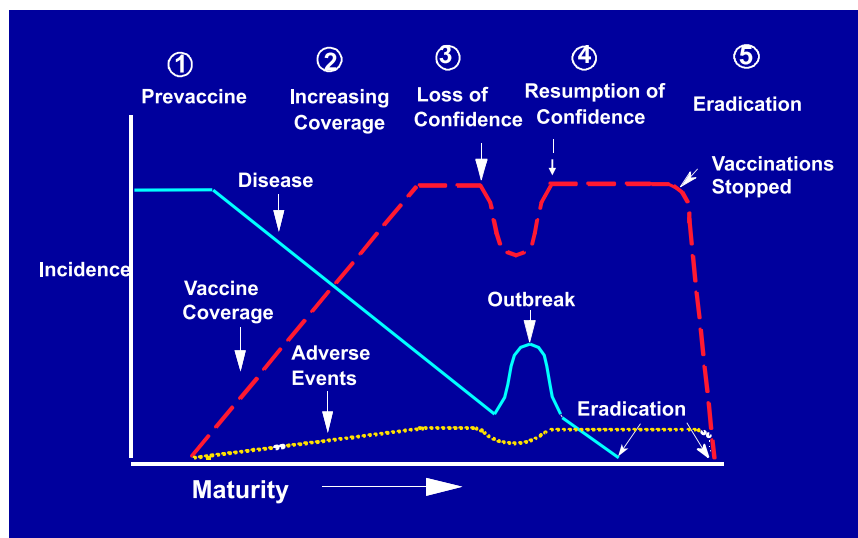 1
Prevaccine
2
Increasing
Coverage
3
Loss of
Confidence
4
Resumption of
Confidence
5
Eradication
Vaccinations
Stopped
Disease
Incidence
Vaccine
Coverage
Outbreak
Adverse
Events
Eradication
Maturity